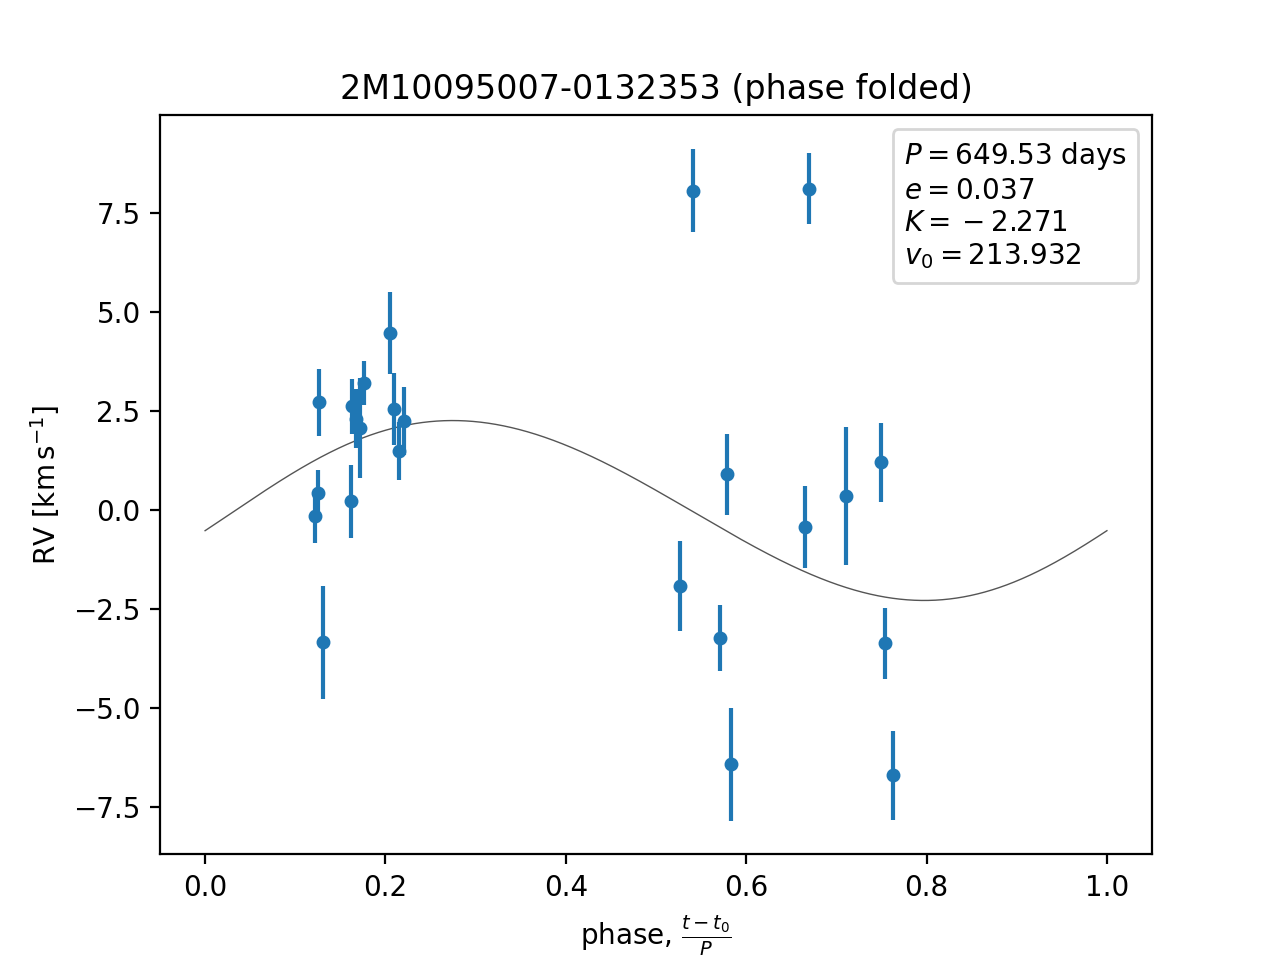 2M10095007-0132353 (phase folded)
P = 649.53 days
e = 0.037
K = −2.271
v₀ = 213.932
RV [km s⁻¹]
7.5
5.0
2.5
0.0
−2.5
−5.0
−7.5
0.0 0.2 0.4 0.6 0.8 1.0
phase, (t − t₀)/P